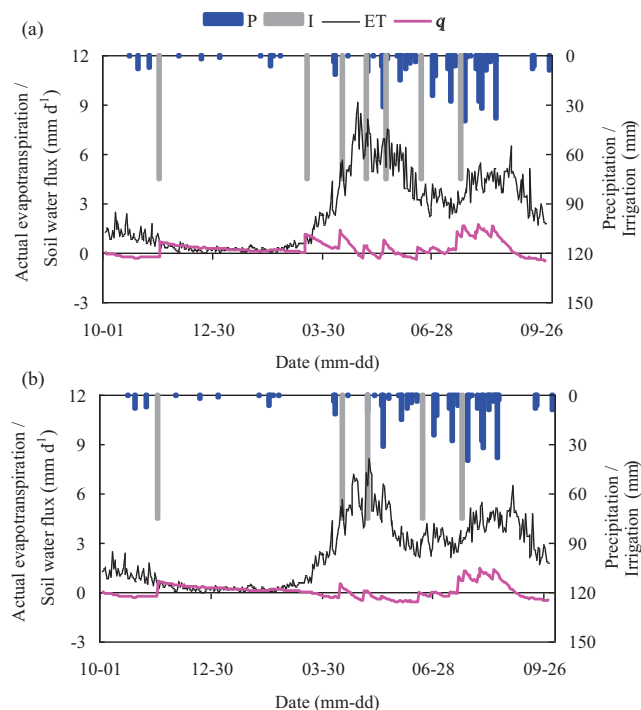 P I ET q
(a)
12
9
6
3
0
-3
0
30
60
90
120
150
Actual evapotranspiration /
Soil water flux (mm d⁻¹)
Precipitation /
Irrigation (mm)
10-01 12-30 03-30 06-28 09-26
Date (mm-dd)
(b)
12
9
6
3
0
-3
0
30
60
90
120
150
Actual evapotranspiration /
Soil water flux (mm d⁻¹)
Precipitation /
Irrigation (mm)
10-01 12-30 03-30 06-28 09-26
Date (mm-dd)